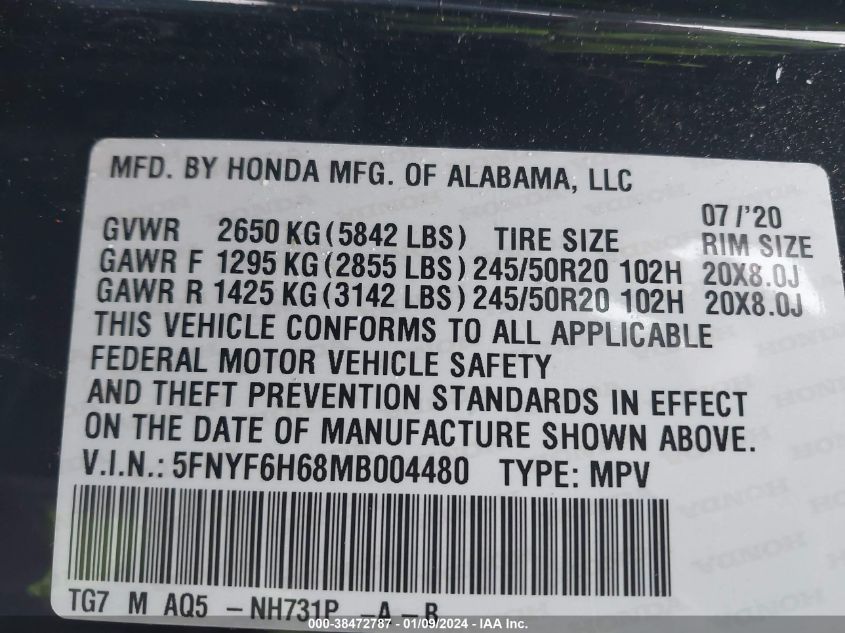 MFD. BY HONDA MFG. OF ALABAMA, LLC
07/'20
GVWR 2650 KG (5842 LBS) TIRE SIZE RIM SIZE
GAWR F 1295 KG (2855 LBS) 245/50R20 102H 20X8.0J
GAWR R 1425 KG (3142 LBS) 245/50R20 102H 20X8.0J
THIS VEHICLE CONFORMS TO ALL APPLICABLE
FEDERAL MOTOR VEHICLE SAFETY
AND THEFT PREVENTION STANDARDS IN EFFECT
ON THE DATE OF MANUFACTURE SHOWN ABOVE.
V.I.N.: 5FNYF6H68MB004480 TYPE: MPV
TG7 M AQ5 - NH731P -A - B
000-38472787 - 01/09/2024 - IAA Inc.